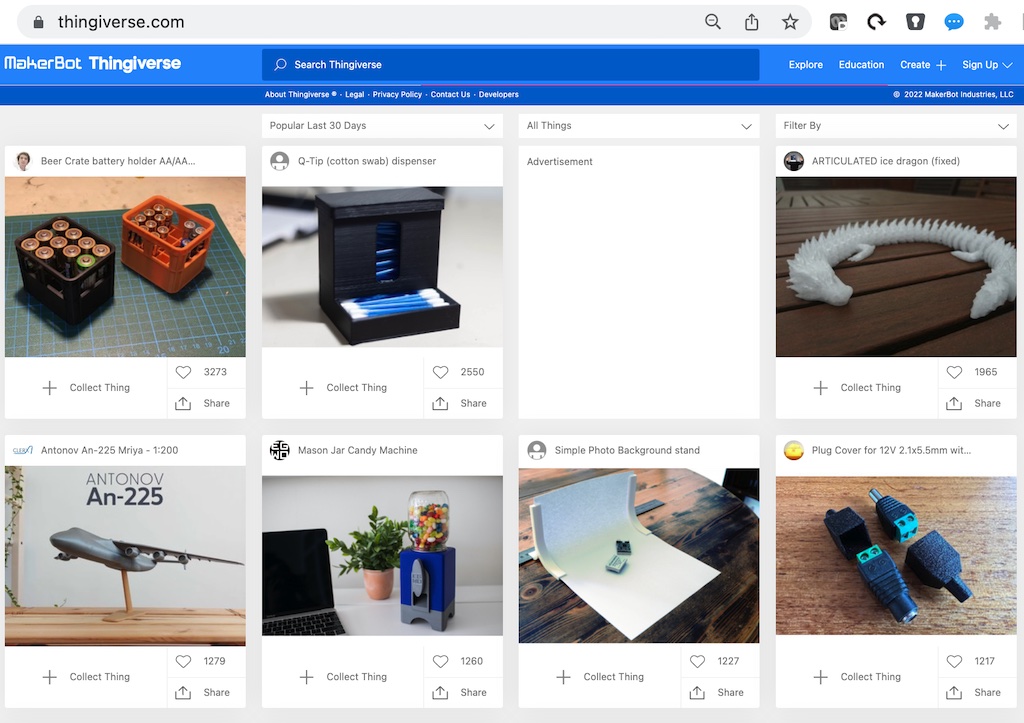 thingiverse.com
MakerBot Thingiverse
Search Thingiverse
Explore Education Create Sign Up
About Thingiverse ® · Legal · Privacy Policy · Contact Us · Developers
© 2022 MakerBot Industries, LLC
Popular Last 30 Days
All Things
Filter By
Beer Crate battery holder AA/AA...
Q-Tip (cotton swab) dispenser
Advertisement
ARTICULATED ice dragon (fixed)
20
Collect Thing
3273
Share
Collect Thing
2550
Share
Collect Thing
1965
Share
Antonov An-225 Mriya - 1:200
Mason Jar Candy Machine
Simple Photo Background stand
Plug Cover for 12V 2.1x5.5mm wit...
ANTONOV
An-225
Collect Thing
1279
Share
Collect Thing
1260
Share
Collect Thing
1227
Share
Collect Thing
1217
Share